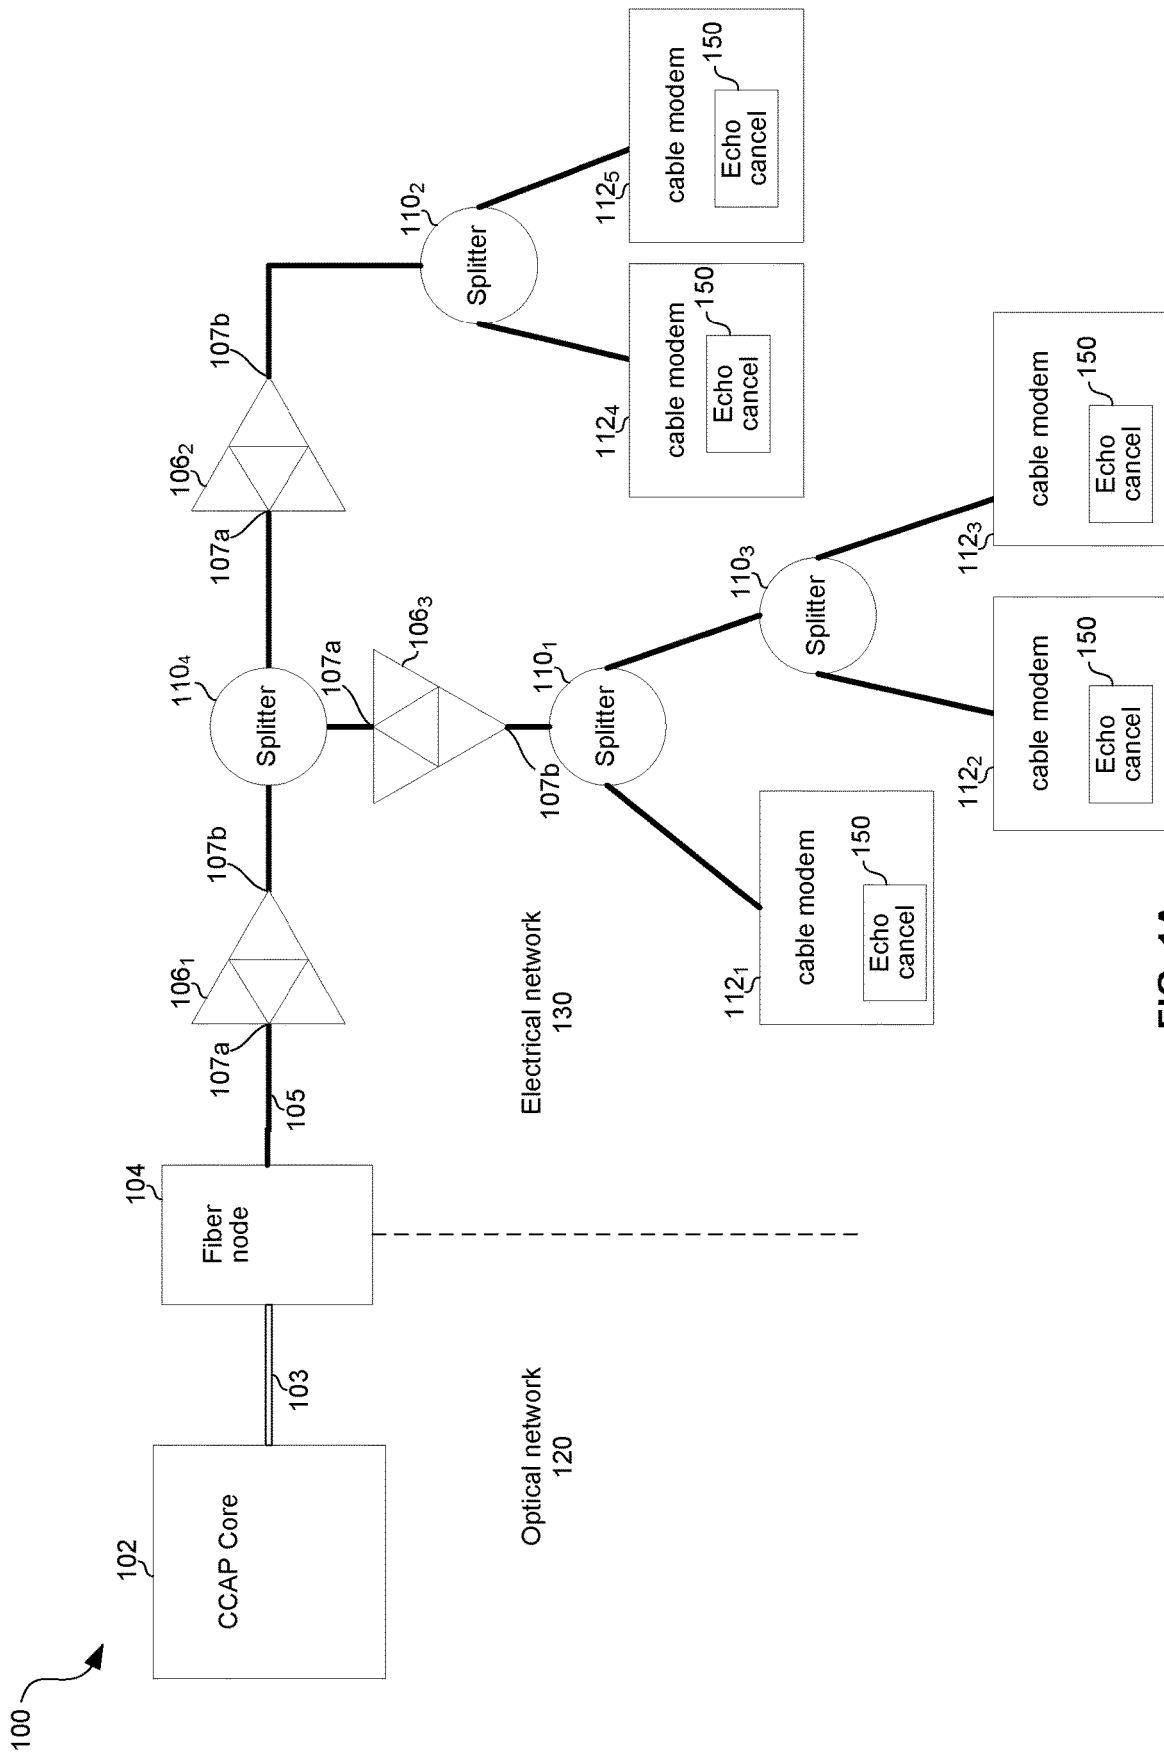 100
102
CCAP Core
103
Optical network
120
104
Fiber
node
105
Electrical network
130
107a
106₁
107b
110₄
Splitter
107a
106₂
107b
107a
106₃
107b
110₁
Splitter
110₂
Splitter
110₃
Splitter
112₁
cable modem
150
Echo
cancel
112₂
cable modem
150
Echo
cancel
112₃
cable modem
150
Echo
cancel
112₄
cable modem
150
Echo
cancel
112₅
cable modem
150
Echo
cancel